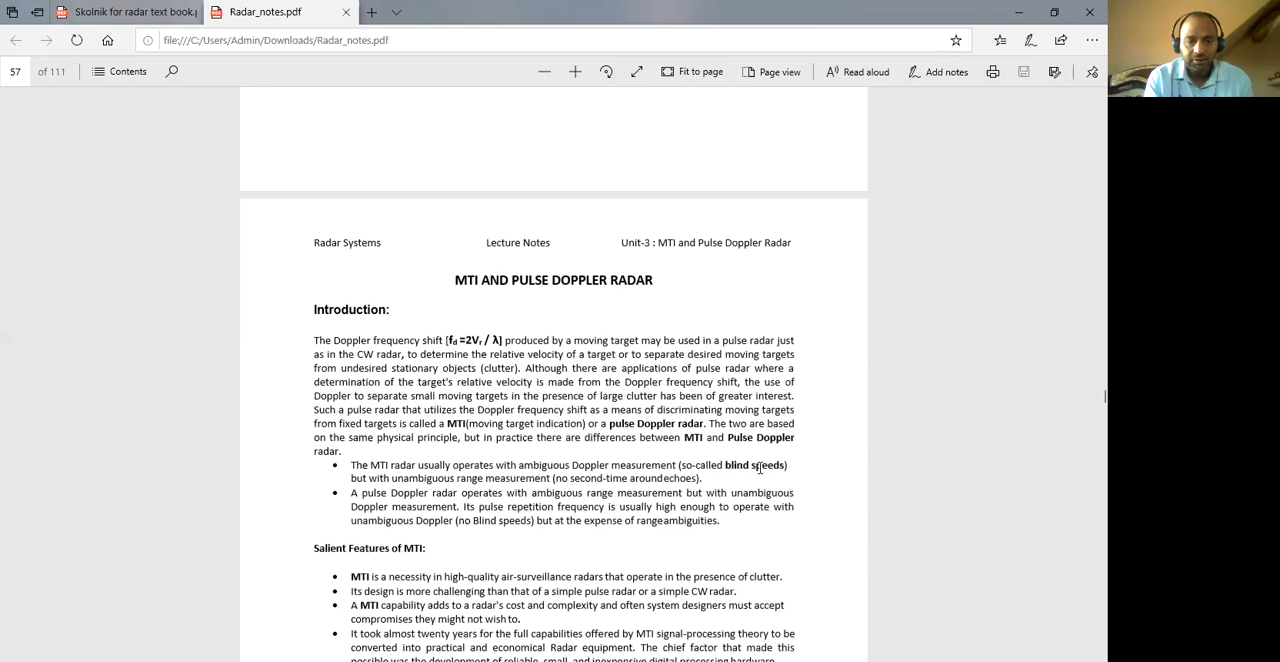 Skolnik for radar text book.p
Radar_notes.pdf
file:///C:/Users/Admin/Downloads/Radar_notes.pdf
57 of 111 Contents Fit to page Page view Read aloud Add notes
Radar Systems Lecture Notes Unit-3 : MTI and Pulse Doppler Radar
MTI AND PULSE DOPPLER RADAR
Introduction:
The Doppler frequency shift [fd =2Vr / λ] produced by a moving target may be used in a pulse radar just
as in the CW radar, to determine the relative velocity of a target or to separate desired moving targets
from undesired stationary objects (clutter). Although there are applications of pulse radar where a
determination of the target's relative velocity is made from the Doppler frequency shift, the use of
Doppler to separate small moving targets in the presence of large clutter has been of greater interest.
Such a pulse radar that utilizes the Doppler frequency shift as a means of discriminating moving targets
from fixed targets is called a MTI(moving target indication) or a pulse Doppler radar. The two are based
on the same physical principle, but in practice there are differences between MTI and Pulse Doppler
radar.
• The MTI radar usually operates with ambiguous Doppler measurement (so-called blind speeds)
but with unambiguous range measurement (no second-time aroundechoes).
• A pulse Doppler radar operates with ambiguous range measurement but with unambiguous
Doppler measurement. Its pulse repetition frequency is usually high enough to operate with
unambiguous Doppler (no Blind speeds) but at the expense of rangeambiguities.
Salient Features of MTI:
• MTI is a necessity in high-quality air-surveillance radars that operate in the presence of clutter.
• Its design is more challenging than that of a simple pulse radar or a simple CW radar.
• A MTI capability adds to a radar's cost and complexity and often system designers must accept
compromises they might not wish to.
• It took almost twenty years for the full capabilities offered by MTI signal-processing theory to be
converted into practical and economical Radar equipment. The chief factor that made this
possible was the development of reliable, small, and inexpensive digital processing hardware.